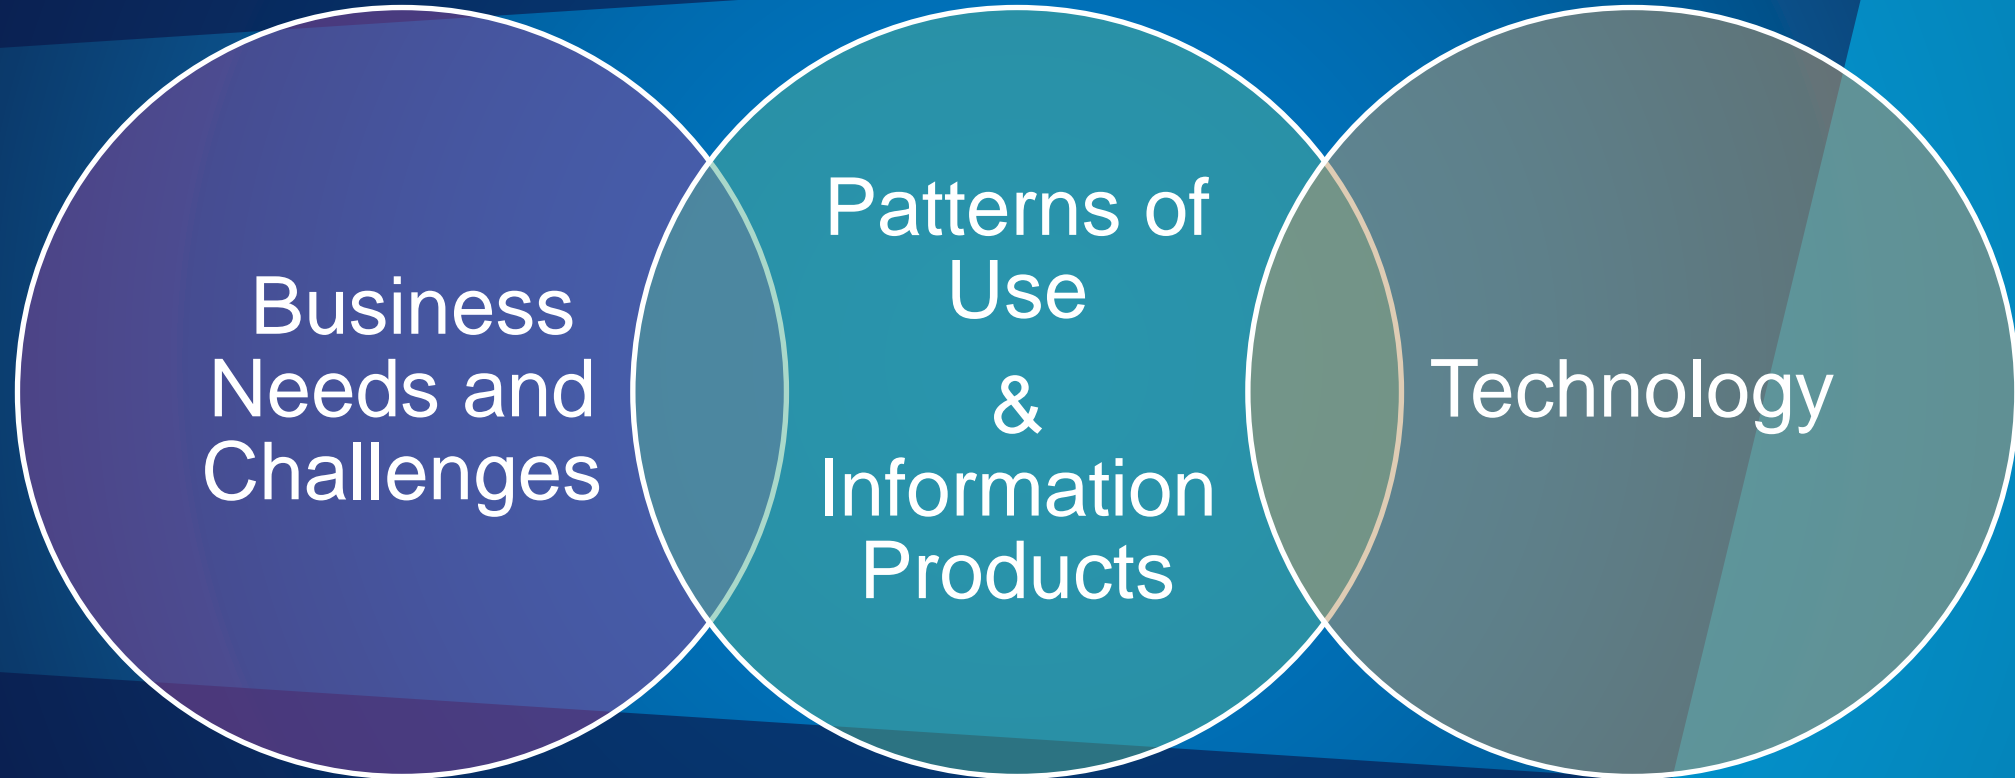 Business
Needs and
Challenges
Patterns of
Use
&
Information
Products
Technology